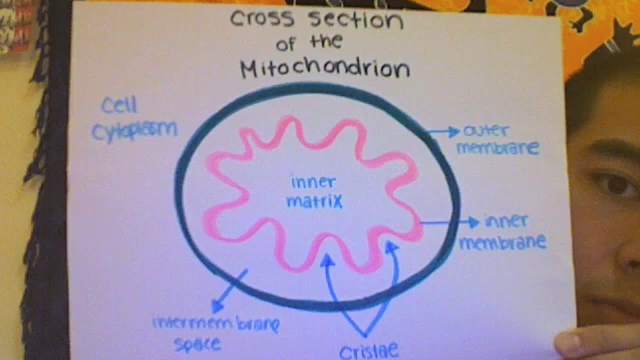 Cross section
of the
Mitochondrion
Cell
Cytoplasm
outer
membrane
inner
matrix
inner
membrane
intermembrane
space
Cristae